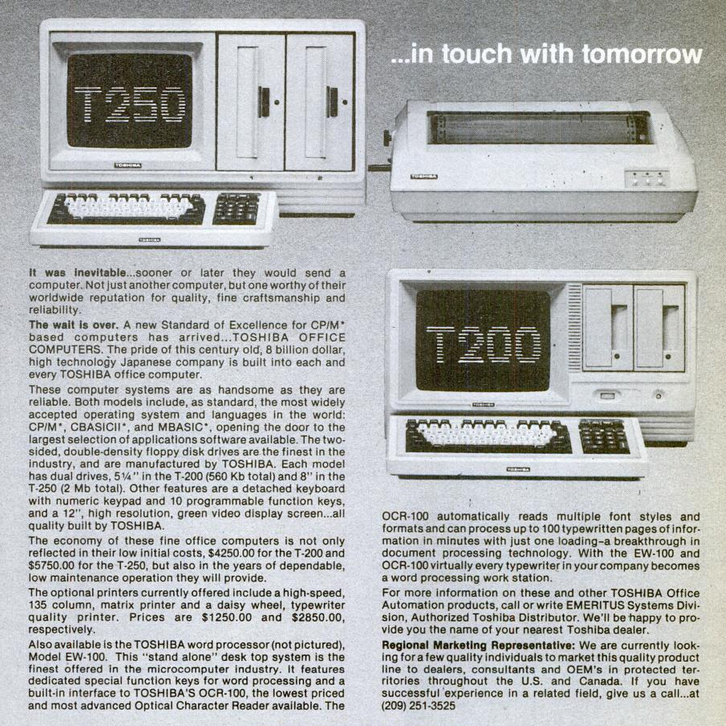 ...in touch with tomorrow
T250
TOSHIBA
TOSHIBA
TOSHIBA
It was inevitable...sooner or later they would send a
computer. Not just another computer, but one worthy of their
worldwide reputation for quality, fine craftsmanship and
reliability.
The wait is over. A new Standard of Excellence for CP/M*
based computers has arrived...TOSHIBA OFFICE
COMPUTERS. The pride of this century old, 8 billion dollar,
high technology Japanese company is built into each and
every TOSHIBA office computer.
These computer systems are as handsome as they are
reliable. Both models include, as standard, the most widely
accepted operating system and languages in the world:
CP/M*, CBASICII*, and MBASIC*, opening the door to the
largest selection of applications software available. The two-
sided, double-density floppy disk drives are the finest in the
industry, and are manufactured by TOSHIBA. Each model
has dual drives, 5¼" in the T-200 (560 Kb total) and 8" in the
T-250 (2 Mb total). Other features are a detached keyboard
with numeric keypad and 10 programmable function keys,
and a 12", high resolution, green video display screen...all
quality built by TOSHIBA.
The economy of these fine office computers is not only
reflected in their low initial costs, $4250.00 for the T-200 and
$5750.00 for the T-250, but also in the years of dependable,
low maintenance operation they will provide.
The optional printers currently offered include a high-speed,
135 column, matrix printer and a daisy wheel, typewriter
quality printer. Prices are $1250.00 and $2850.00,
respectively.
Also available is the TOSHIBA word processor (not pictured),
Model EW-100. This "stand alone" desk top system is the
finest offered in the microcomputer industry. It features
dedicated special function keys for word processing and a
built-in interface to TOSHIBA'S OCR-100, the lowest priced
and most advanced Optical Character Reader available. The
T200
TOSHIBA
TOSHIBA
OCR-100 automatically reads multiple font styles and
formats and can process up to 100 typewritten pages of infor-
mation in minutes with just one loading–a breakthrough in
document processing technology. With the EW-100 and
OCR-100 virtually every typewriter in your company becomes
a word processing work station.
For more information on these and other TOSHIBA Office
Automation products, call or write EMERITUS Systems Divi-
sion, Authorized Toshiba Distributor. We'll be happy to pro-
vide you the name of your nearest Toshiba dealer.
Regional Marketing Representative: We are currently look-
ing for a few quality individuals to market this quality product
line to dealers, consultants and OEM's in protected ter-
ritories throughout the U.S. and Canada. If you have
successful experience in a related field, give us a call...at
(209) 251-3525